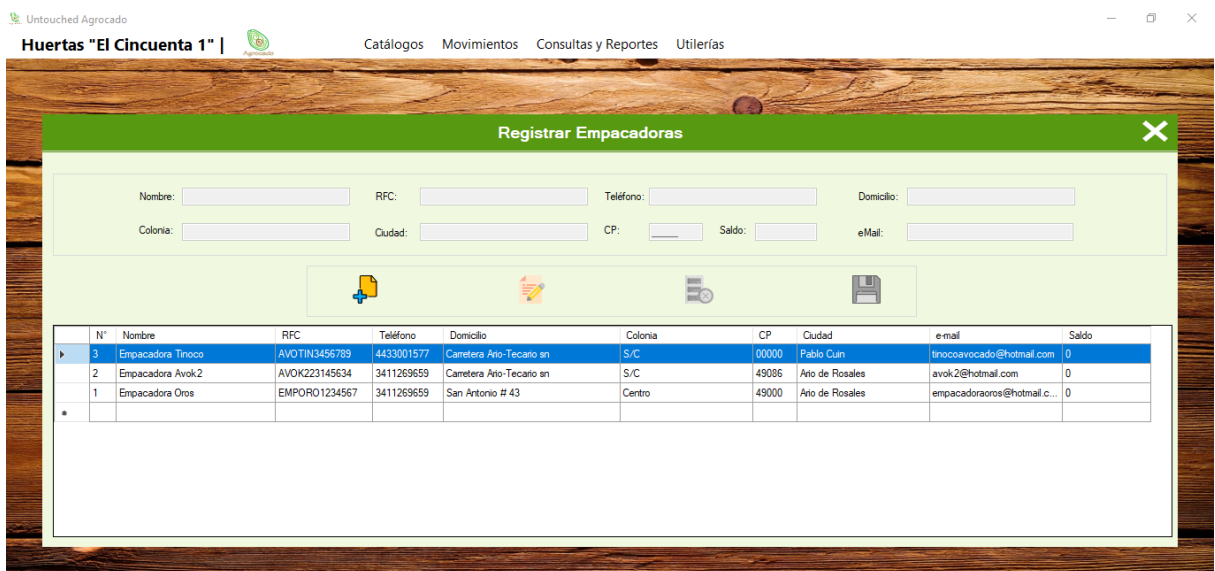 Untouched Agrocado
Huertas "El Cincuenta 1" | Agrocado Catálogos Movimientos Consultas y Reportes Utilerías
Registrar Empacadoras
Nombre: RFC: Teléfono: Domicilio:
Colonia: Ciudad: CP: Saldo: eMail:
N° Nombre RFC Teléfono Domicilio Colonia CP Ciudad e-mail Saldo
3 Empacadora Tinoco AVOTIN3456789 4433001577 Carretera Ario-Tecario sn S/C 00000 Pablo Cuin tinocoavocado@hotmail.com 0
2 Empacadora Avok2 AVOK223145634 3411269659 Carretera Ario-Tecario sn S/C 49086 Ario de Rosales avok2@hotmail.com 0
1 Empacadora Oros EMPORO1234567 3411269659 San Antonio # 43 Centro 49000 Ario de Rosales empacadoraoros@hotmail.c... 0